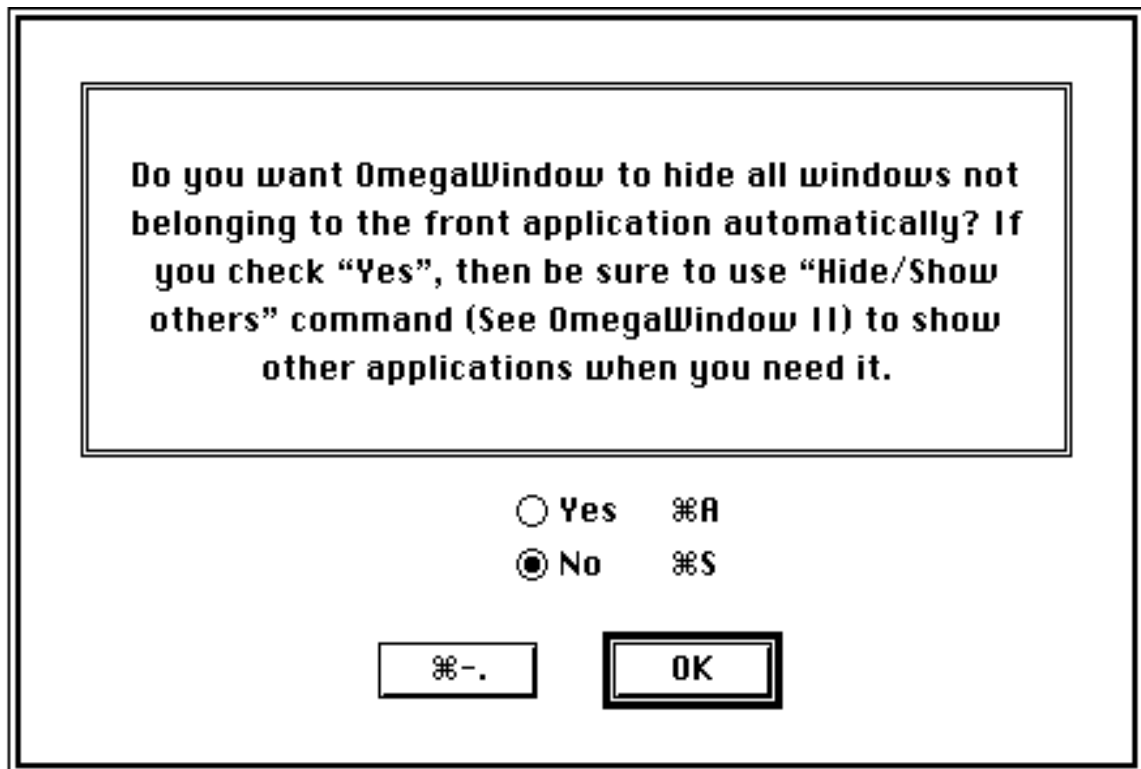 Do you want OmegaWindow to hide all windows not
belonging to the front application automatically? If
you check “Yes”, then be sure to use “Hide/Show
others” command (See OmegaWindow II) to show
other applications when you need it.
Yes ⌘A
No ⌘S
⌘-. OK